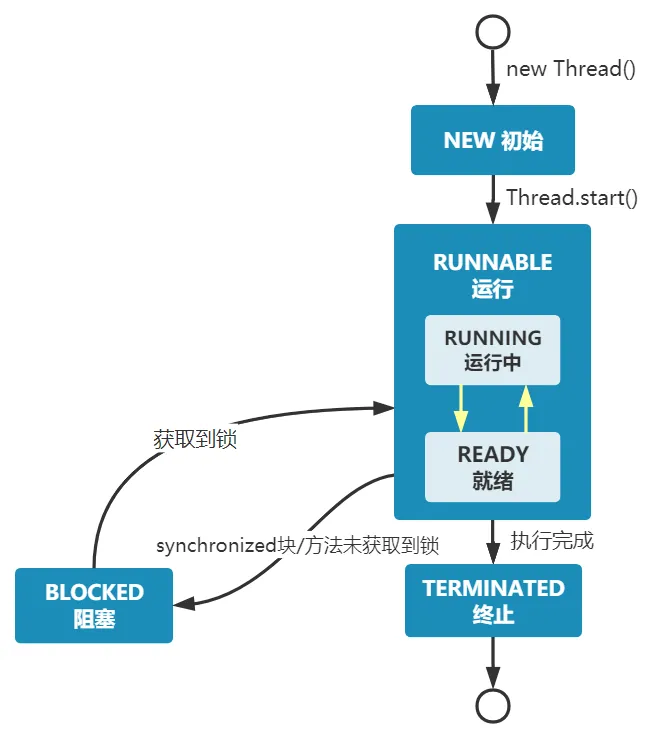 new Thread()
NEW 初始
Thread.start()
RUNNABLE
运行
RUNNING
运行中
READY
就绪
获取到锁
synchronized块/方法未获取到锁
执行完成
BLOCKED
阻塞
TERMINATED
终止